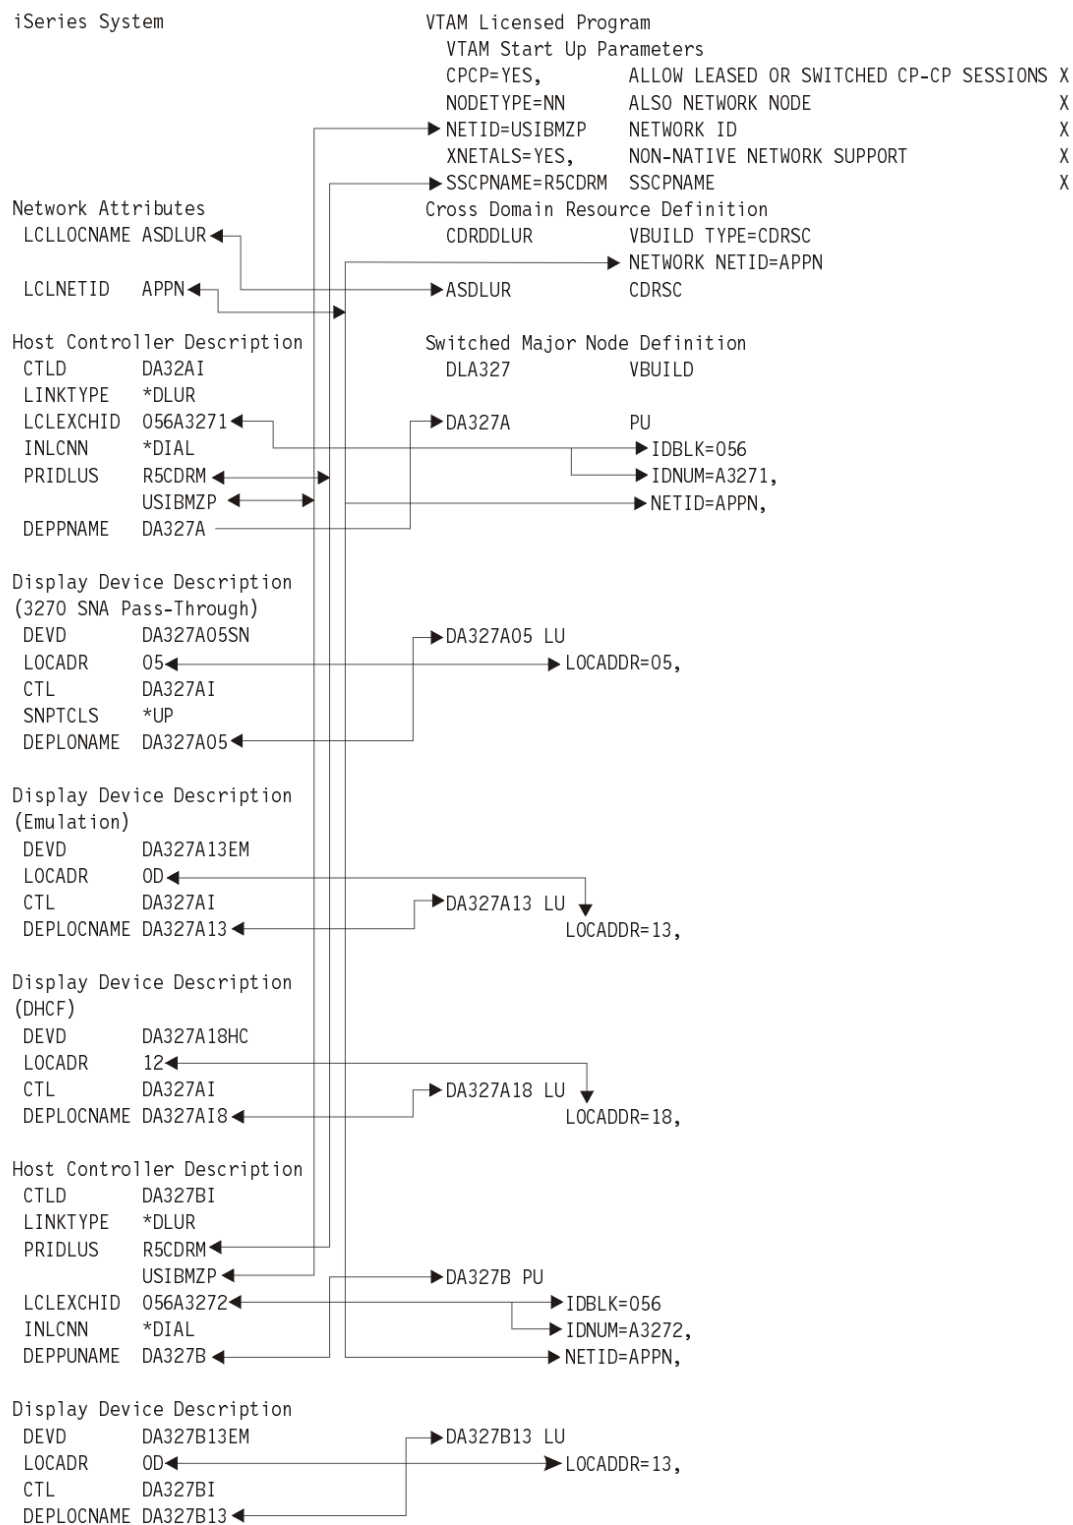 iSeries System VTAM Licensed Program
VTAM Start Up Parameters
CPCP=YES, ALLOW LEASED OR SWITCHED CP-CP SESSIONS X
NODETYPE=NN ALSO NETWORK NODE X
NETID=USIBMZP NETWORK ID X
XNETALS=YES, NON-NATIVE NETWORK SUPPORT X
SSCPNAME=R5CDRM SSCPNAME X
Network Attributes Cross Domain Resource Definition
LCLLOCNAME ASDLUR CDRDDLUR VBUILD TYPE=CDRSC
NETWORK NETID=APPN
LCLNETID APPN ASDLUR CDRSC
Host Controller Description Switched Major Node Definition
CTLD DA32AI DLA327 VBUILD
LINKTYPE *DLUR
LCLEXCHID 056A3271 DA327A PU
INLCNN *DIAL IDBLK=056
PRIDLUS R5CDRM IDNUM=A3271,
USIBMZP NETID=APPN,
DEPPNAME DA327A
Display Device Description
(3270 SNA Pass-Through)
DEVD DA327A05SN DA327A05 LU
LOCADR 05 LOCADDR=05,
CTL DA327AI
SNPTCLS *UP
DEPLONAME DA327A05
Display Device Description
(Emulation)
DEVD DA327A13EM
LOCADR 0D
CTL DA327AI DA327A13 LU
DEPLOCNAME DA327A13 LOCADDR=13,
Display Device Description
(DHCF)
DEVD DA327A18HC
LOCADR 12
CTL DA327AI DA327A18 LU
DEPLOCNAME DA327AI8 LOCADDR=18,
Host Controller Description
CTLD DA327BI
LINKTYPE *DLUR
PRIDLUS R5CDRM
USIBMZP DA327B PU
LCLEXCHID 056A3272 IDBLK=056
INLCNN *DIAL IDNUM=A3272,
DEPPUNAME DA327B NETID=APPN,
Display Device Description
DEVD DA327B13EM DA327B13 LU
LOCADR 0D LOCADDR=13,
CTL DA327BI
DEPLOCNAME DA327B13